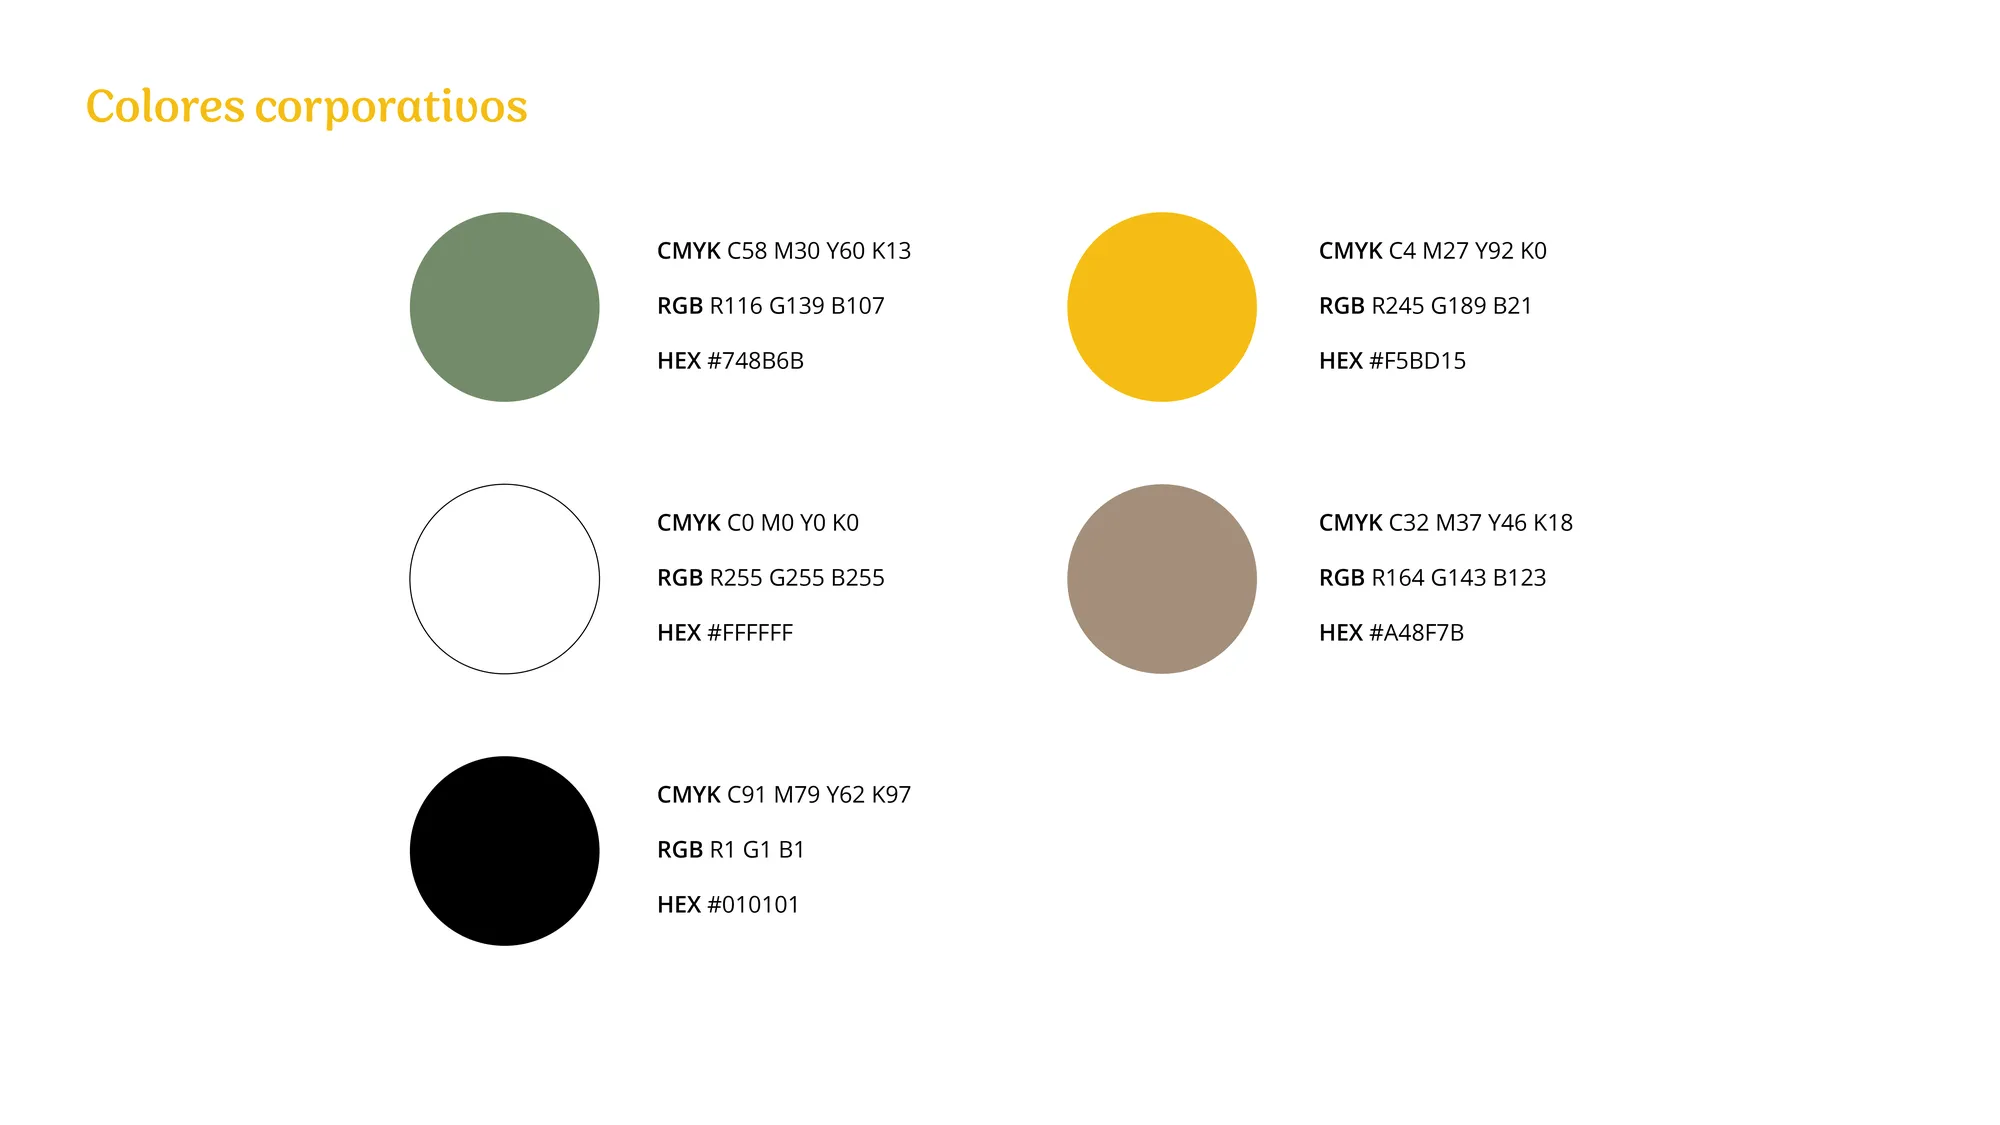 Colores corporativos
CMYK C58 M30 Y60 K13
RGB R116 G139 B107
HEX #748B6B
CMYK C4 M27 Y92 K0
RGB R245 G189 B21
HEX #F5BD15
CMYK C0 M0 Y0 K0
RGB R255 G255 B255
HEX #FFFFFF
CMYK C32 M37 Y46 K18
RGB R164 G143 B123
HEX #A48F7B
CMYK C91 M79 Y62 K97
RGB R1 G1 B1
HEX #010101